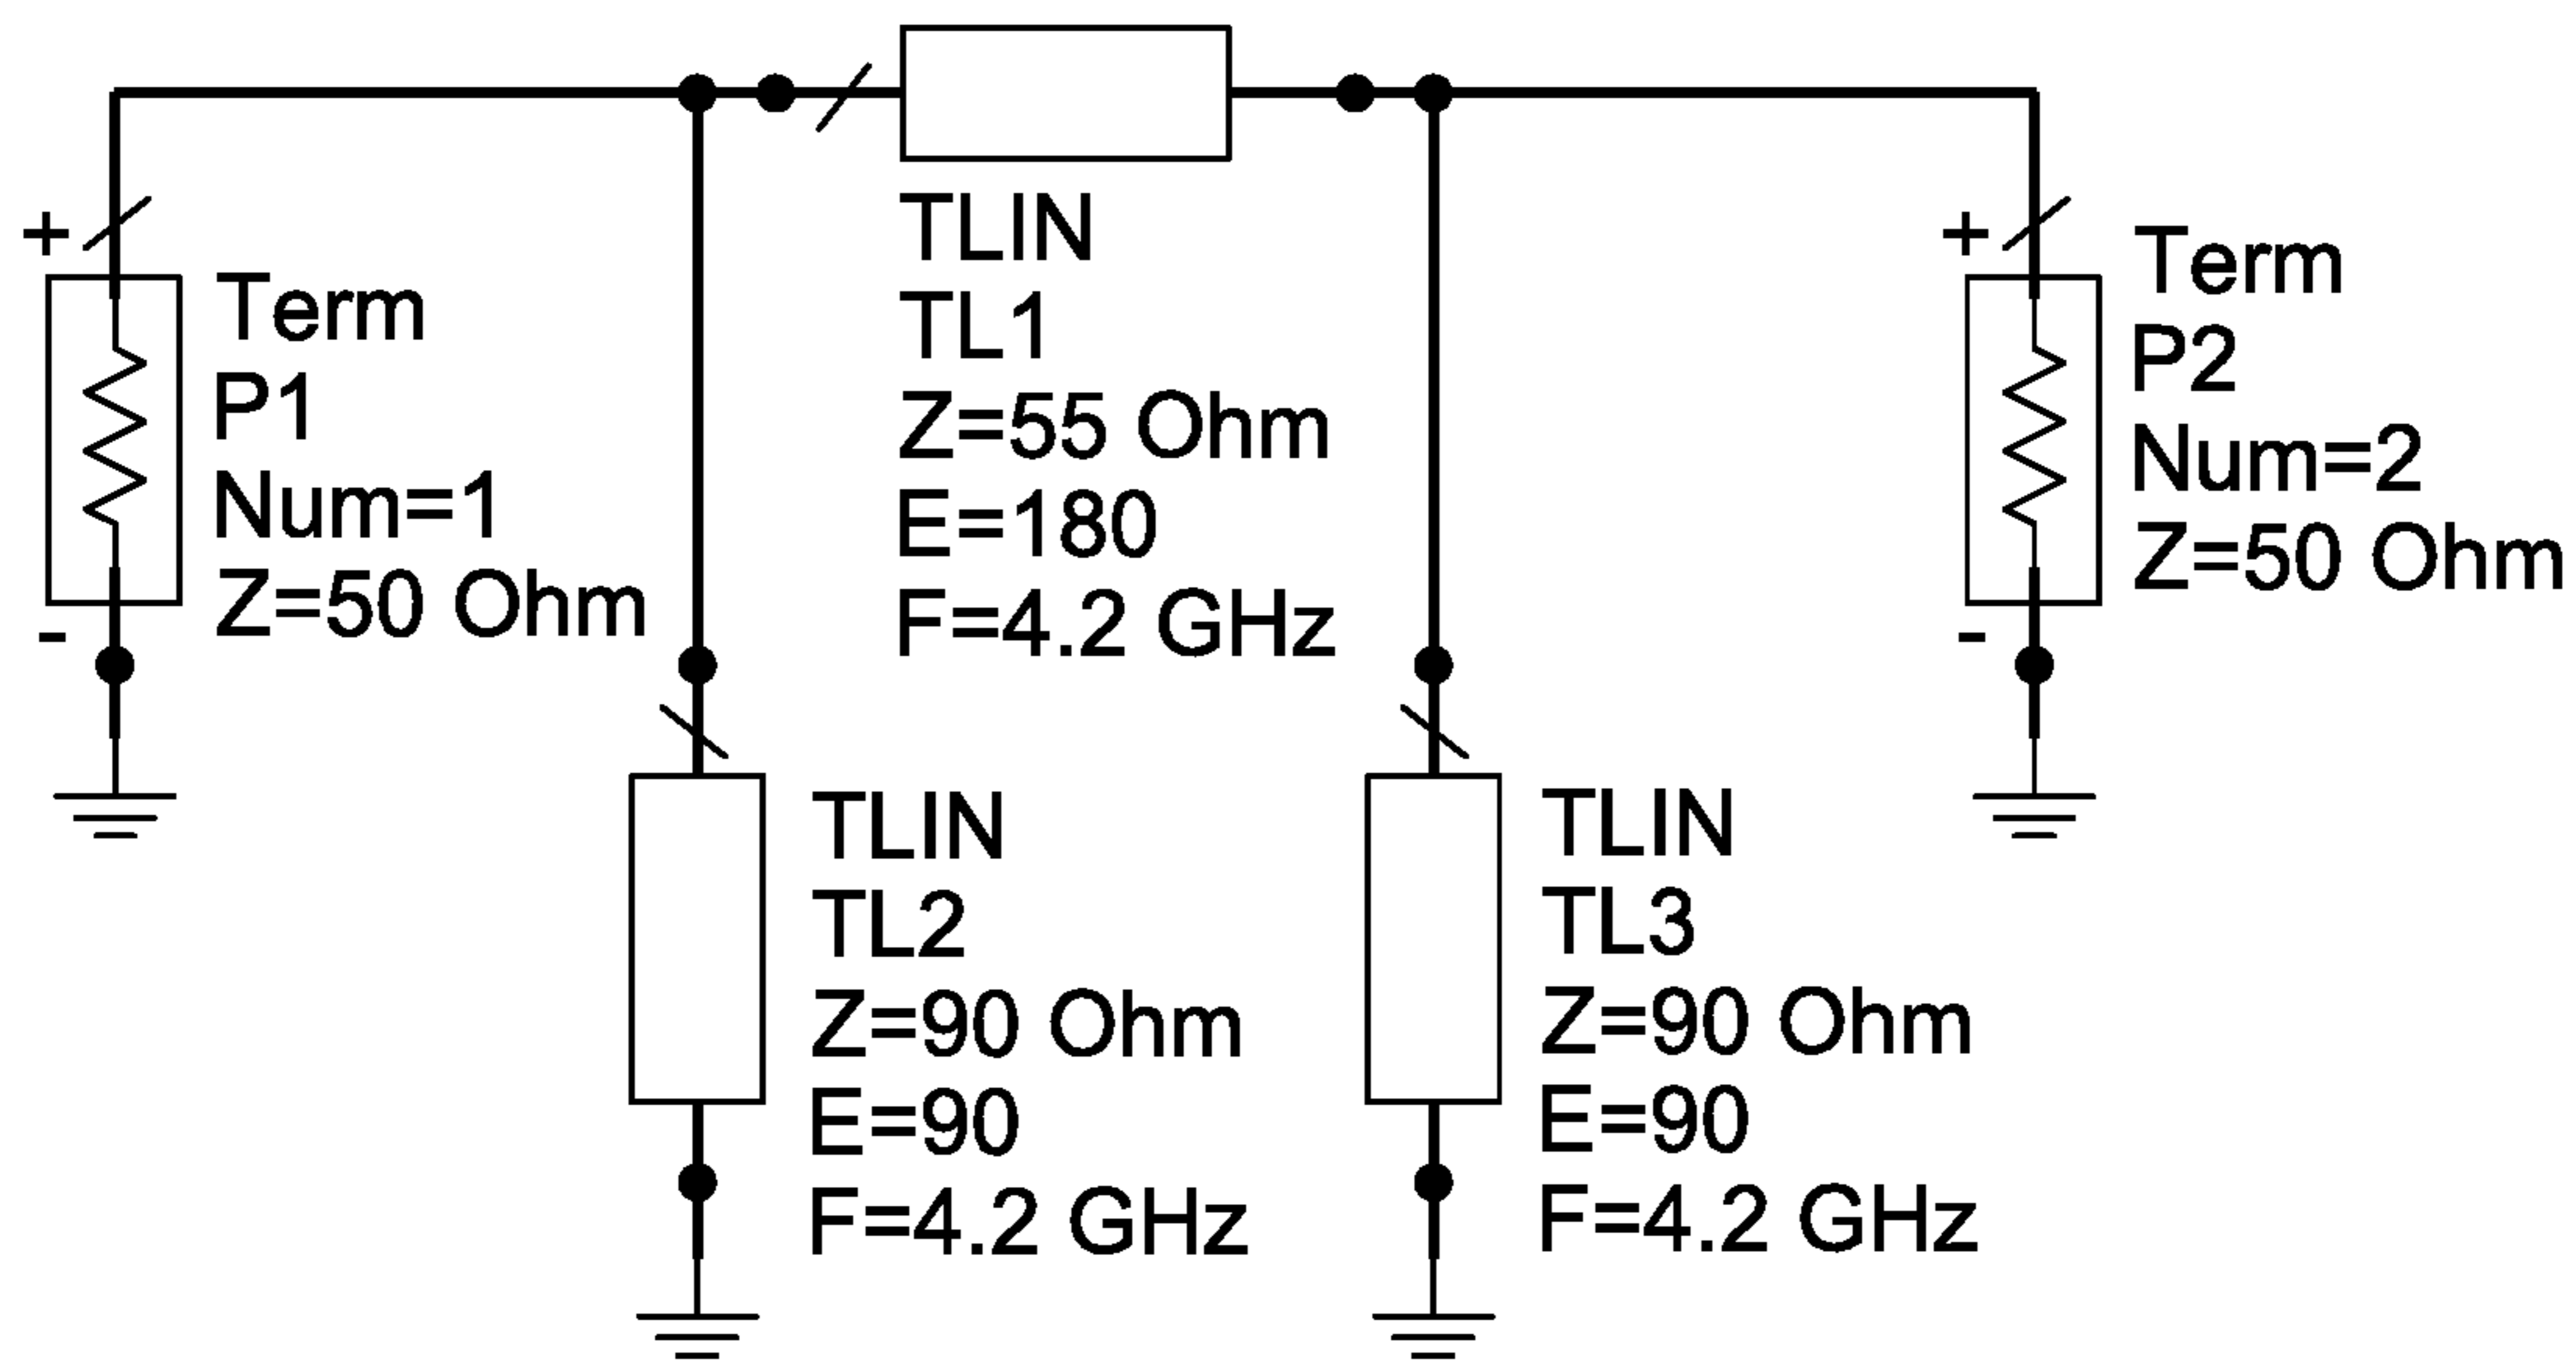 +
Term
P1
Num=1
Z=50 Ohm
-
TLIN
TL1
Z=55 Ohm
E=180
F=4.2 GHz
+
Term
P2
Num=2
Z=50 Ohm
-
TLIN
TL2
Z=90 Ohm
E=90
F=4.2 GHz
TLIN
TL3
Z=90 Ohm
E=90
F=4.2 GHz